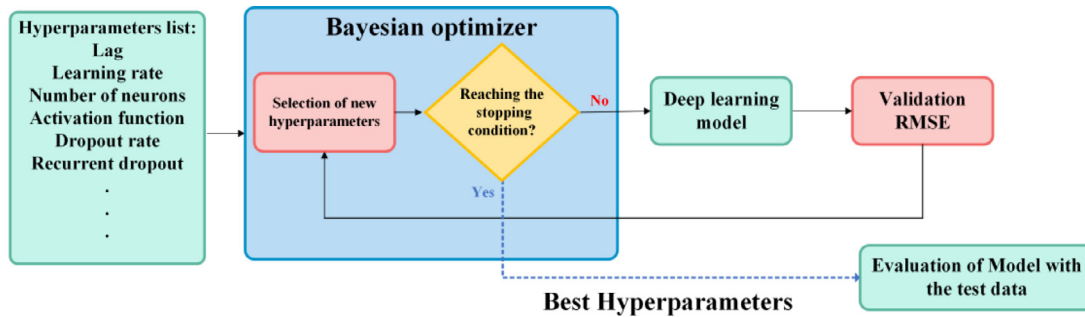 Hyperparameters list:
Lag
Learning rate
Number of neurons
Activation function
Dropout rate
Recurrent dropout
.
.
.
Bayesian optimizer
Selection of new
hyperparameters
Reaching the
stopping
condition?
No
Yes
Deep learning
model
Validation
RMSE
Best Hyperparameters
Evaluation of Model with
the test data